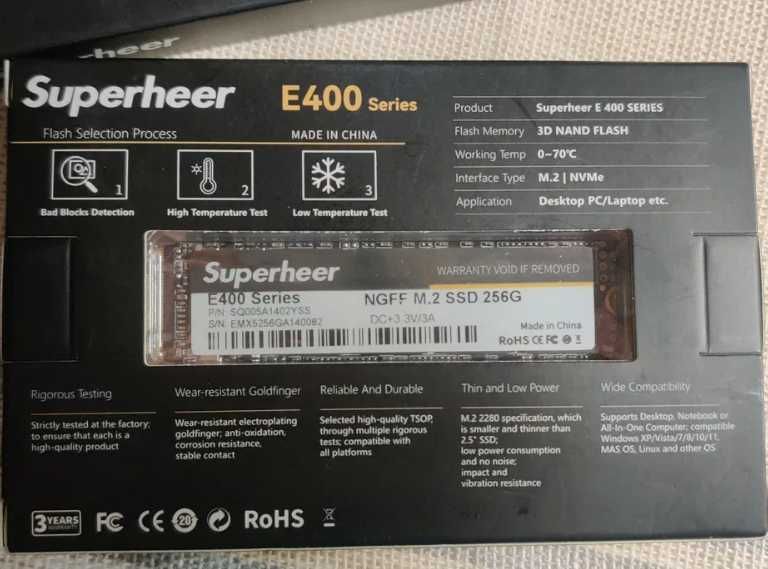 heer
Superheer E400 Series
Flash Selection Process MADE IN CHINA
1 2 3
Bad Blocks Detection High Temperature Test Low Temperature Test
Product Superheer E 400 SERIES
Flash Memory 3D NAND FLASH
Working Temp 0~70℃
Interface Type M.2 | NVMe
Application Desktop PC/Laptop etc.
Superheer WARRANTY VOID IF REMOVED
E400 Series NGFF M.2 SSD 256G
P/N: SQ005A1402YSS DC+3.3V/3A
S/N: EMX5256GA140082
Made in China
RoHS CE FC
Rigorous Testing
Strictly tested at the factory;
to ensure that each is a
high-quality product
Wear-resistant Goldfinger
Wear-resistant electroplating
goldfinger; anti-oxidation,
corrosion resistance,
stable contact
Reliable And Durable
Selected high-quality TSOP,
through multiple rigorous
tests; compatible with
all platforms
Thin and Low Power
M.2 2280 specification, which
is smaller and thinner than
2.5" SSD;
low power consumption
and no noise;
impact and
vibration resistance
Wide Compatibility
Supports Desktop, Notebook or
All-In-One Computer; compatible
Windows XP/Vista/7/8/10/11,
MAS OS, Linux and other OS
3 YEARS WARRANTY FC CE 20 RoHS